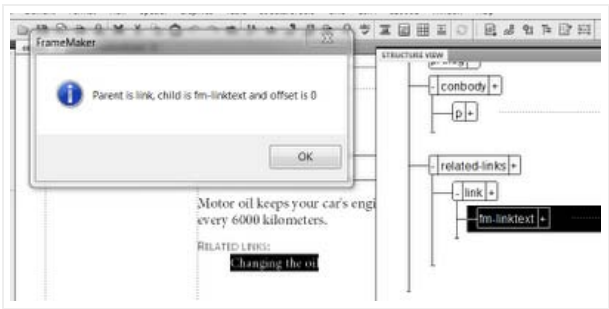 FrameMaker
Parent is link, child is fm-linktext and offset is 0
OK
STRUCTURE VIEW
conbody
p
related-links
link
fm-linktext
Motor oil keeps your car's engi
every 6000 kilometers.
RELATED LINKS:
Changing the oil